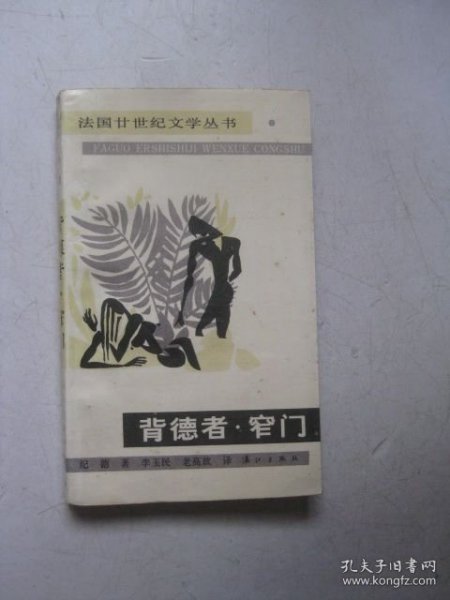 法国廿世纪文学丛书
FAGUO ERSHISHIJI WENXUE CONGSHU
背德者·窄门
纪德 著 李玉民 老高放 译 漓江出版社
孔夫子旧书网
www.kongfz.com